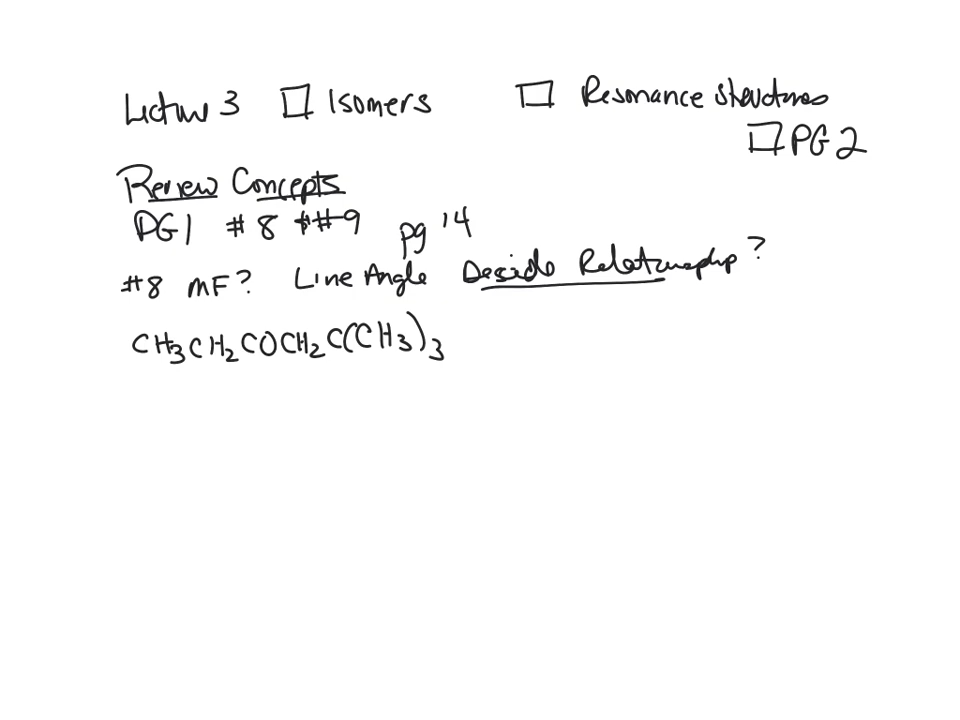 Lecture 3 □ Isomers □ Resonance Structures
□ PG 2
Review Concepts
PG1 #8 ##9 pg 14
#8 MF? Line Angle Decide Relationship?
CH3CH2COCH2C(CH3)3